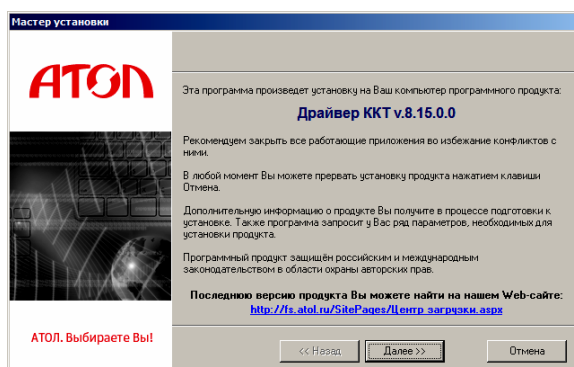 Мастер установки
АТОЛ
Эта программа произведет установку на Ваш компьютер программного продукта:
Драйвер ККТ v.8.15.0.0
Рекомендуем закрыть все работающие приложения во избежание конфликтов с
ними.
В любой момент Вы можете прервать установку продукта нажатием клавиши
Отмена.
Дополнительную информацию о продукте Вы получите в процессе подготовки к
установке. Также программа запросит у Вас ряд параметров, необходимых для
установки продукта.
Программный продукт защищён российским и международным
законодательством в области охраны авторских прав.
Последнюю версию продукта Вы можете найти на нашем Web-сайте:
http://fs.atol.ru/SitePages/Центр загрузки.aspx
АТОЛ. Выбираете Вы!
<< Назад
Далее >>
Отмена